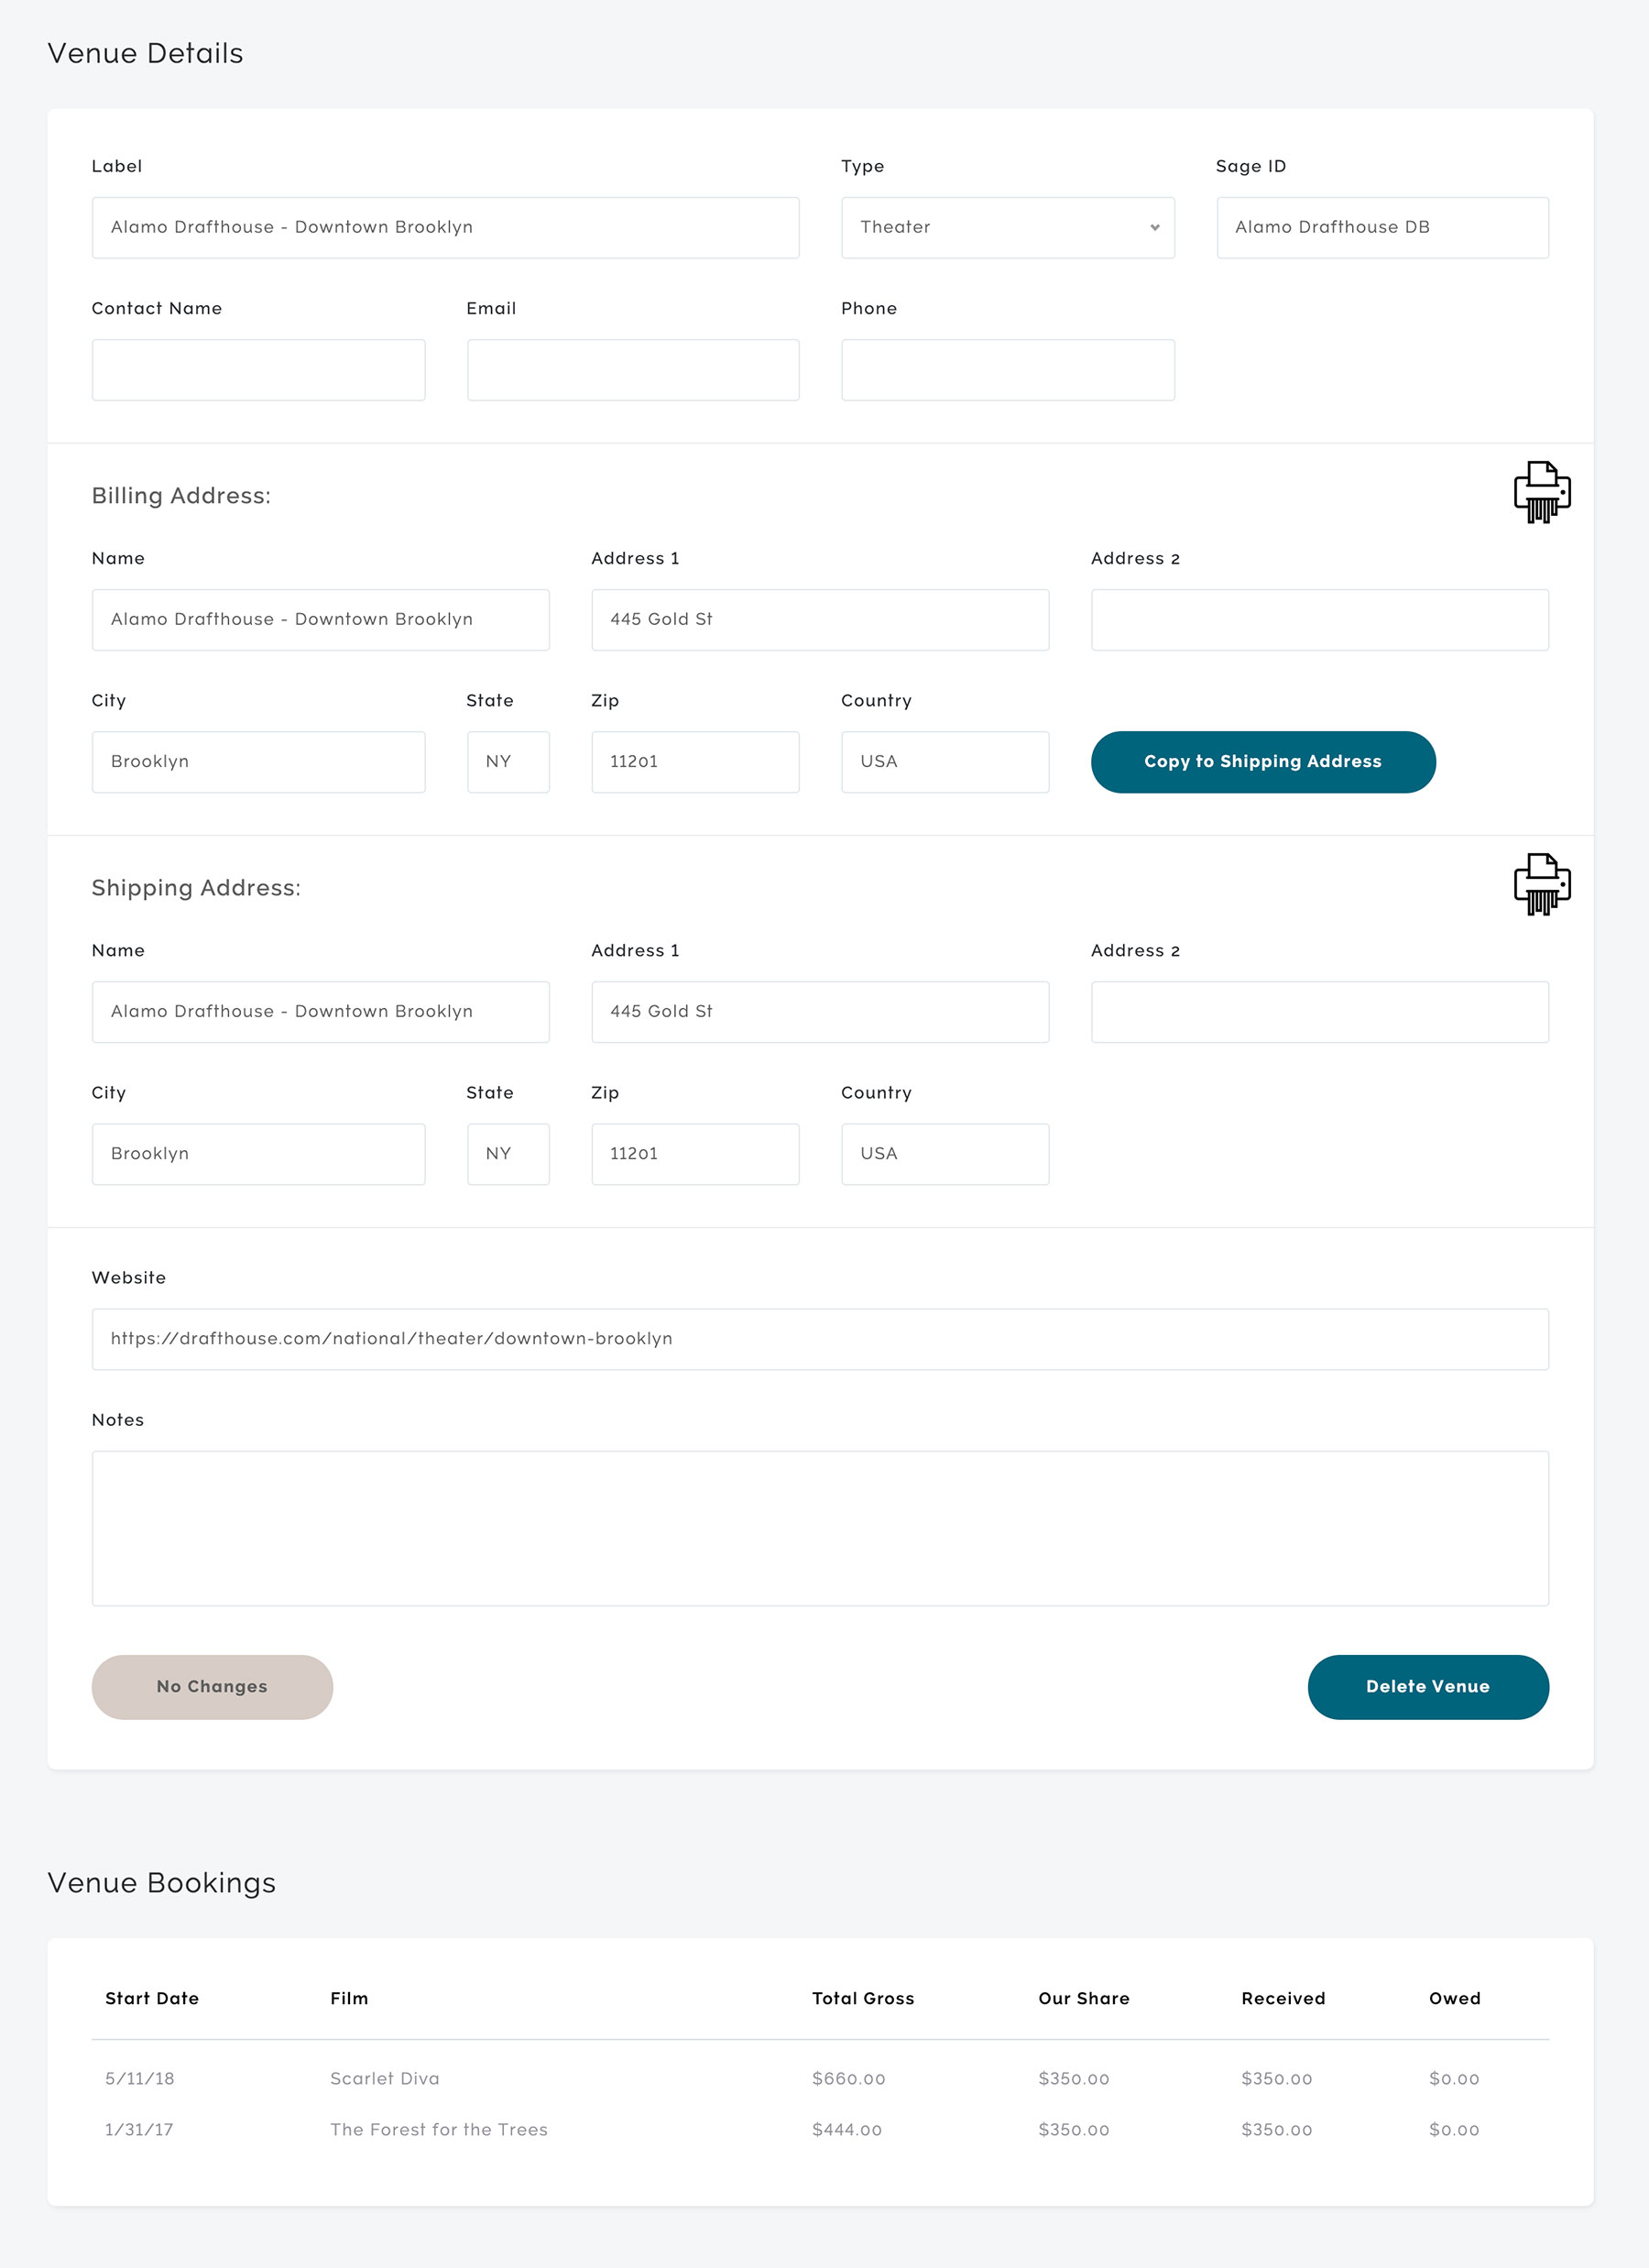 Venue Details
Label Type Sage ID
Alamo Drafthouse - Downtown Brooklyn Theater Alamo Drafthouse DB
Contact Name Email Phone
Billing Address:
Name Address 1 Address 2
Alamo Drafthouse - Downtown Brooklyn 445 Gold St
City State Zip Country
Brooklyn NY 11201 USA Copy to Shipping Address
Shipping Address:
Name Address 1 Address 2
Alamo Drafthouse - Downtown Brooklyn 445 Gold St
City State Zip Country
Brooklyn NY 11201 USA
Website
https://drafthouse.com/national/theater/downtown-brooklyn
Notes
No Changes Delete Venue
Venue Bookings
Start Date Film Total Gross Our Share Received Owed
5/11/18 Scarlet Diva $660.00 $350.00 $350.00 $0.00
1/31/17 The Forest for the Trees $444.00 $350.00 $350.00 $0.00